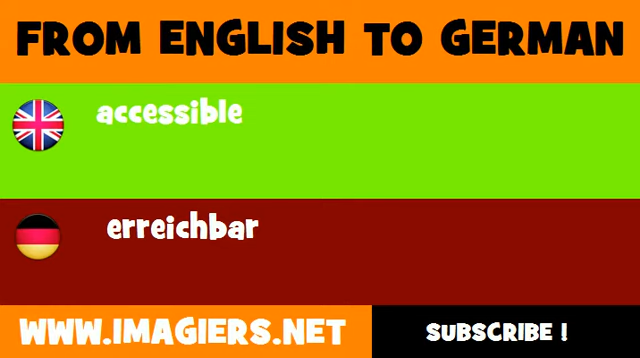 FROM ENGLISH TO GERMAN
accessible
erreichbar
WWW.IMAGIERS.NET
SUBSCRIBE !